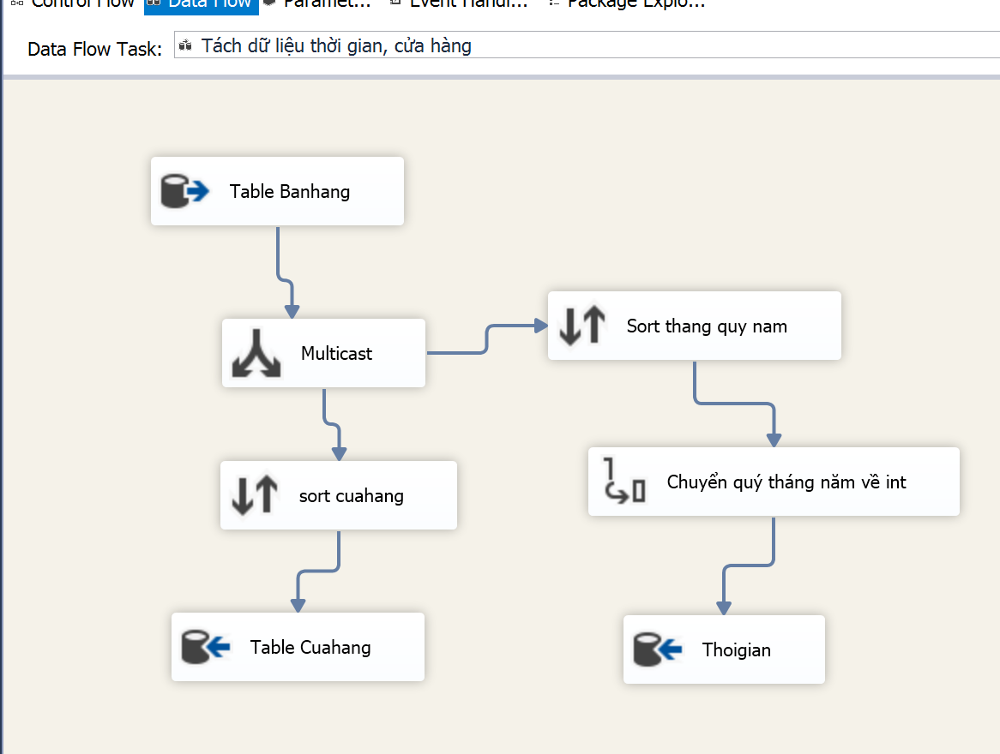 Control Flow Data Flow Paramet... Event Handl... Package Explo...
Data Flow Task: Tách dữ liệu thời gian, cửa hàng
Table Banhang
Sort thang quy nam
Multicast
Chuyển quý tháng năm về int
sort cuahang
Table Cuahang
Thoigian